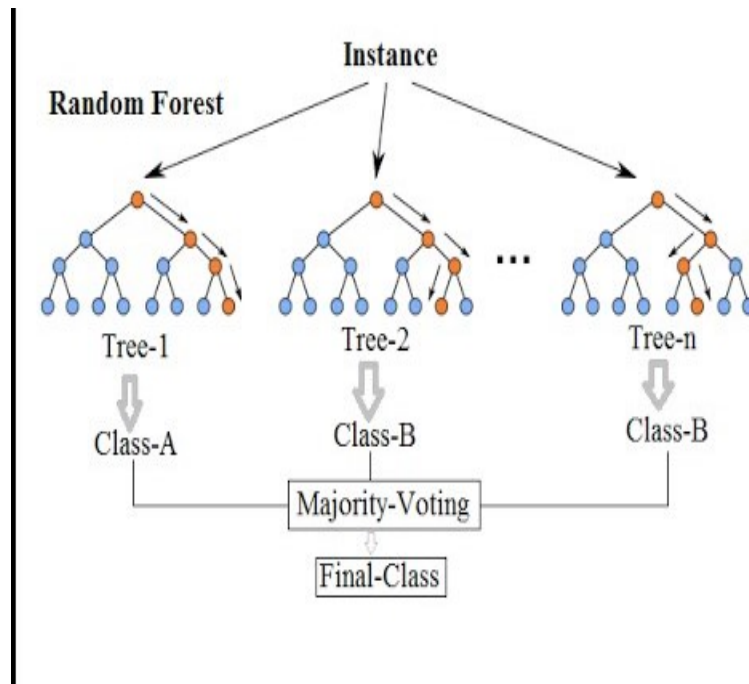 Instance
Random Forest
...
Tree-1
Tree-2
Tree-n
Class-A
Class-B
Class-B
Majority-Voting
Final-Class